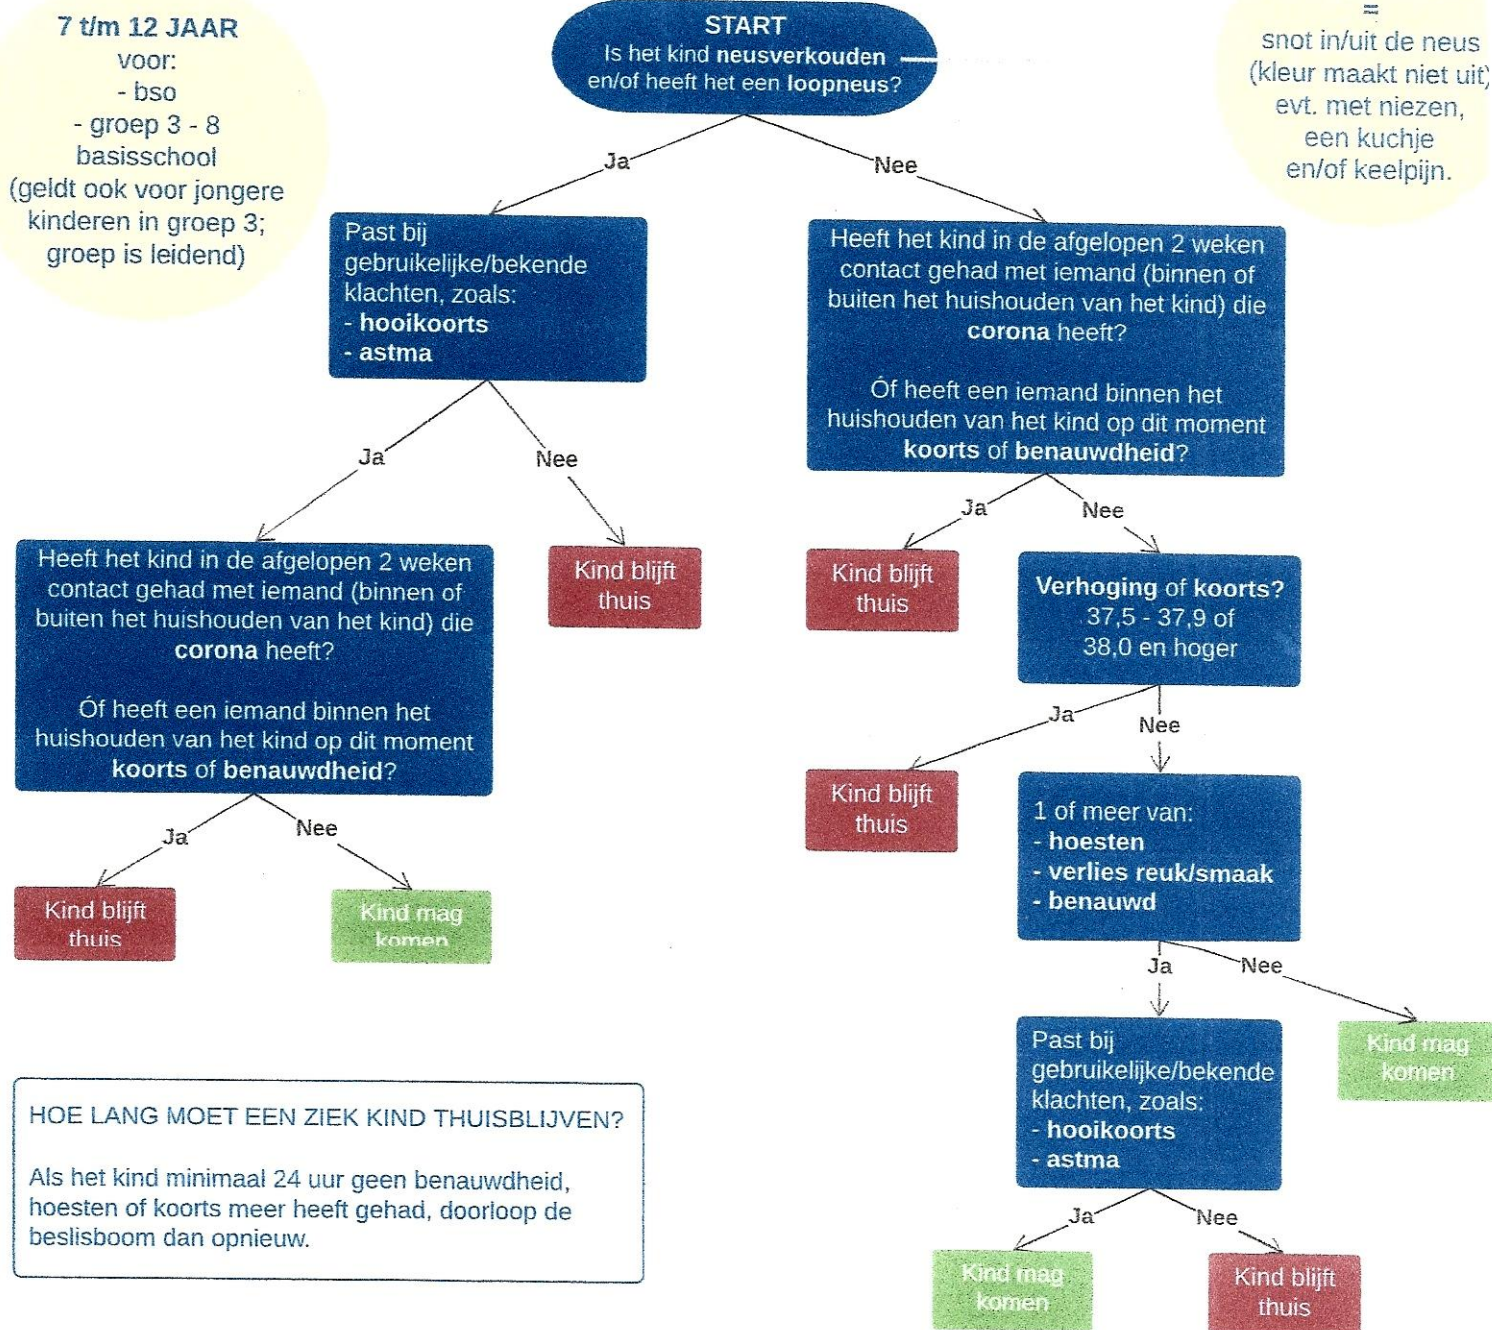 7 t/m 12 JAAR
voor:
- bso
- groep 3 - 8
basisschool
(geldt ook voor jongere
kinderen in groep 3;
groep is leidend)
START
Is het kind neusverkouden
en/of heeft het een loopneus?
=
snot in/uit de neus
(kleur maakt niet uit)
evt. met niezen,
een kuchje
en/of keelpijn.
Ja
Nee
Past bij
gebruikelijke/bekende
klachten, zoals:
- hooikoorts
- astma
Heeft het kind in de afgelopen 2 weken
contact gehad met iemand (binnen of
buiten het huishouden van het kind) die
corona heeft?
Óf heeft een iemand binnen het
huishouden van het kind op dit moment
koorts of benauwdheid?
Ja
Nee
Ja
Nee
Heeft het kind in de afgelopen 2 weken
contact gehad met iemand (binnen of
buiten het huishouden van het kind) die
corona heeft?
Óf heeft een iemand binnen het
huishouden van het kind op dit moment
koorts of benauwdheid?
Kind blijft
thuis
Kind blijft
thuis
Verhoging of koorts?
37,5 - 37,9 of
38,0 en hoger
Ja
Nee
Ja
Nee
Kind blijft
thuis
Kind mag
komen
Kind blijft
thuis
1 of meer van:
- hoesten
- verlies reuk/smaak
- benauwd
Ja
Nee
Past bij
gebruikelijke/bekende
klachten, zoals:
- hooikoorts
- astma
Kind mag
komen
Ja
Nee
Kind mag
komen
Kind blijft
thuis
HOE LANG MOET EEN ZIEK KIND THUISBLIJVEN?
Als het kind minimaal 24 uur geen benauwdheid,
hoesten of koorts meer heeft gehad, doorloop de
beslisboom dan opnieuw.